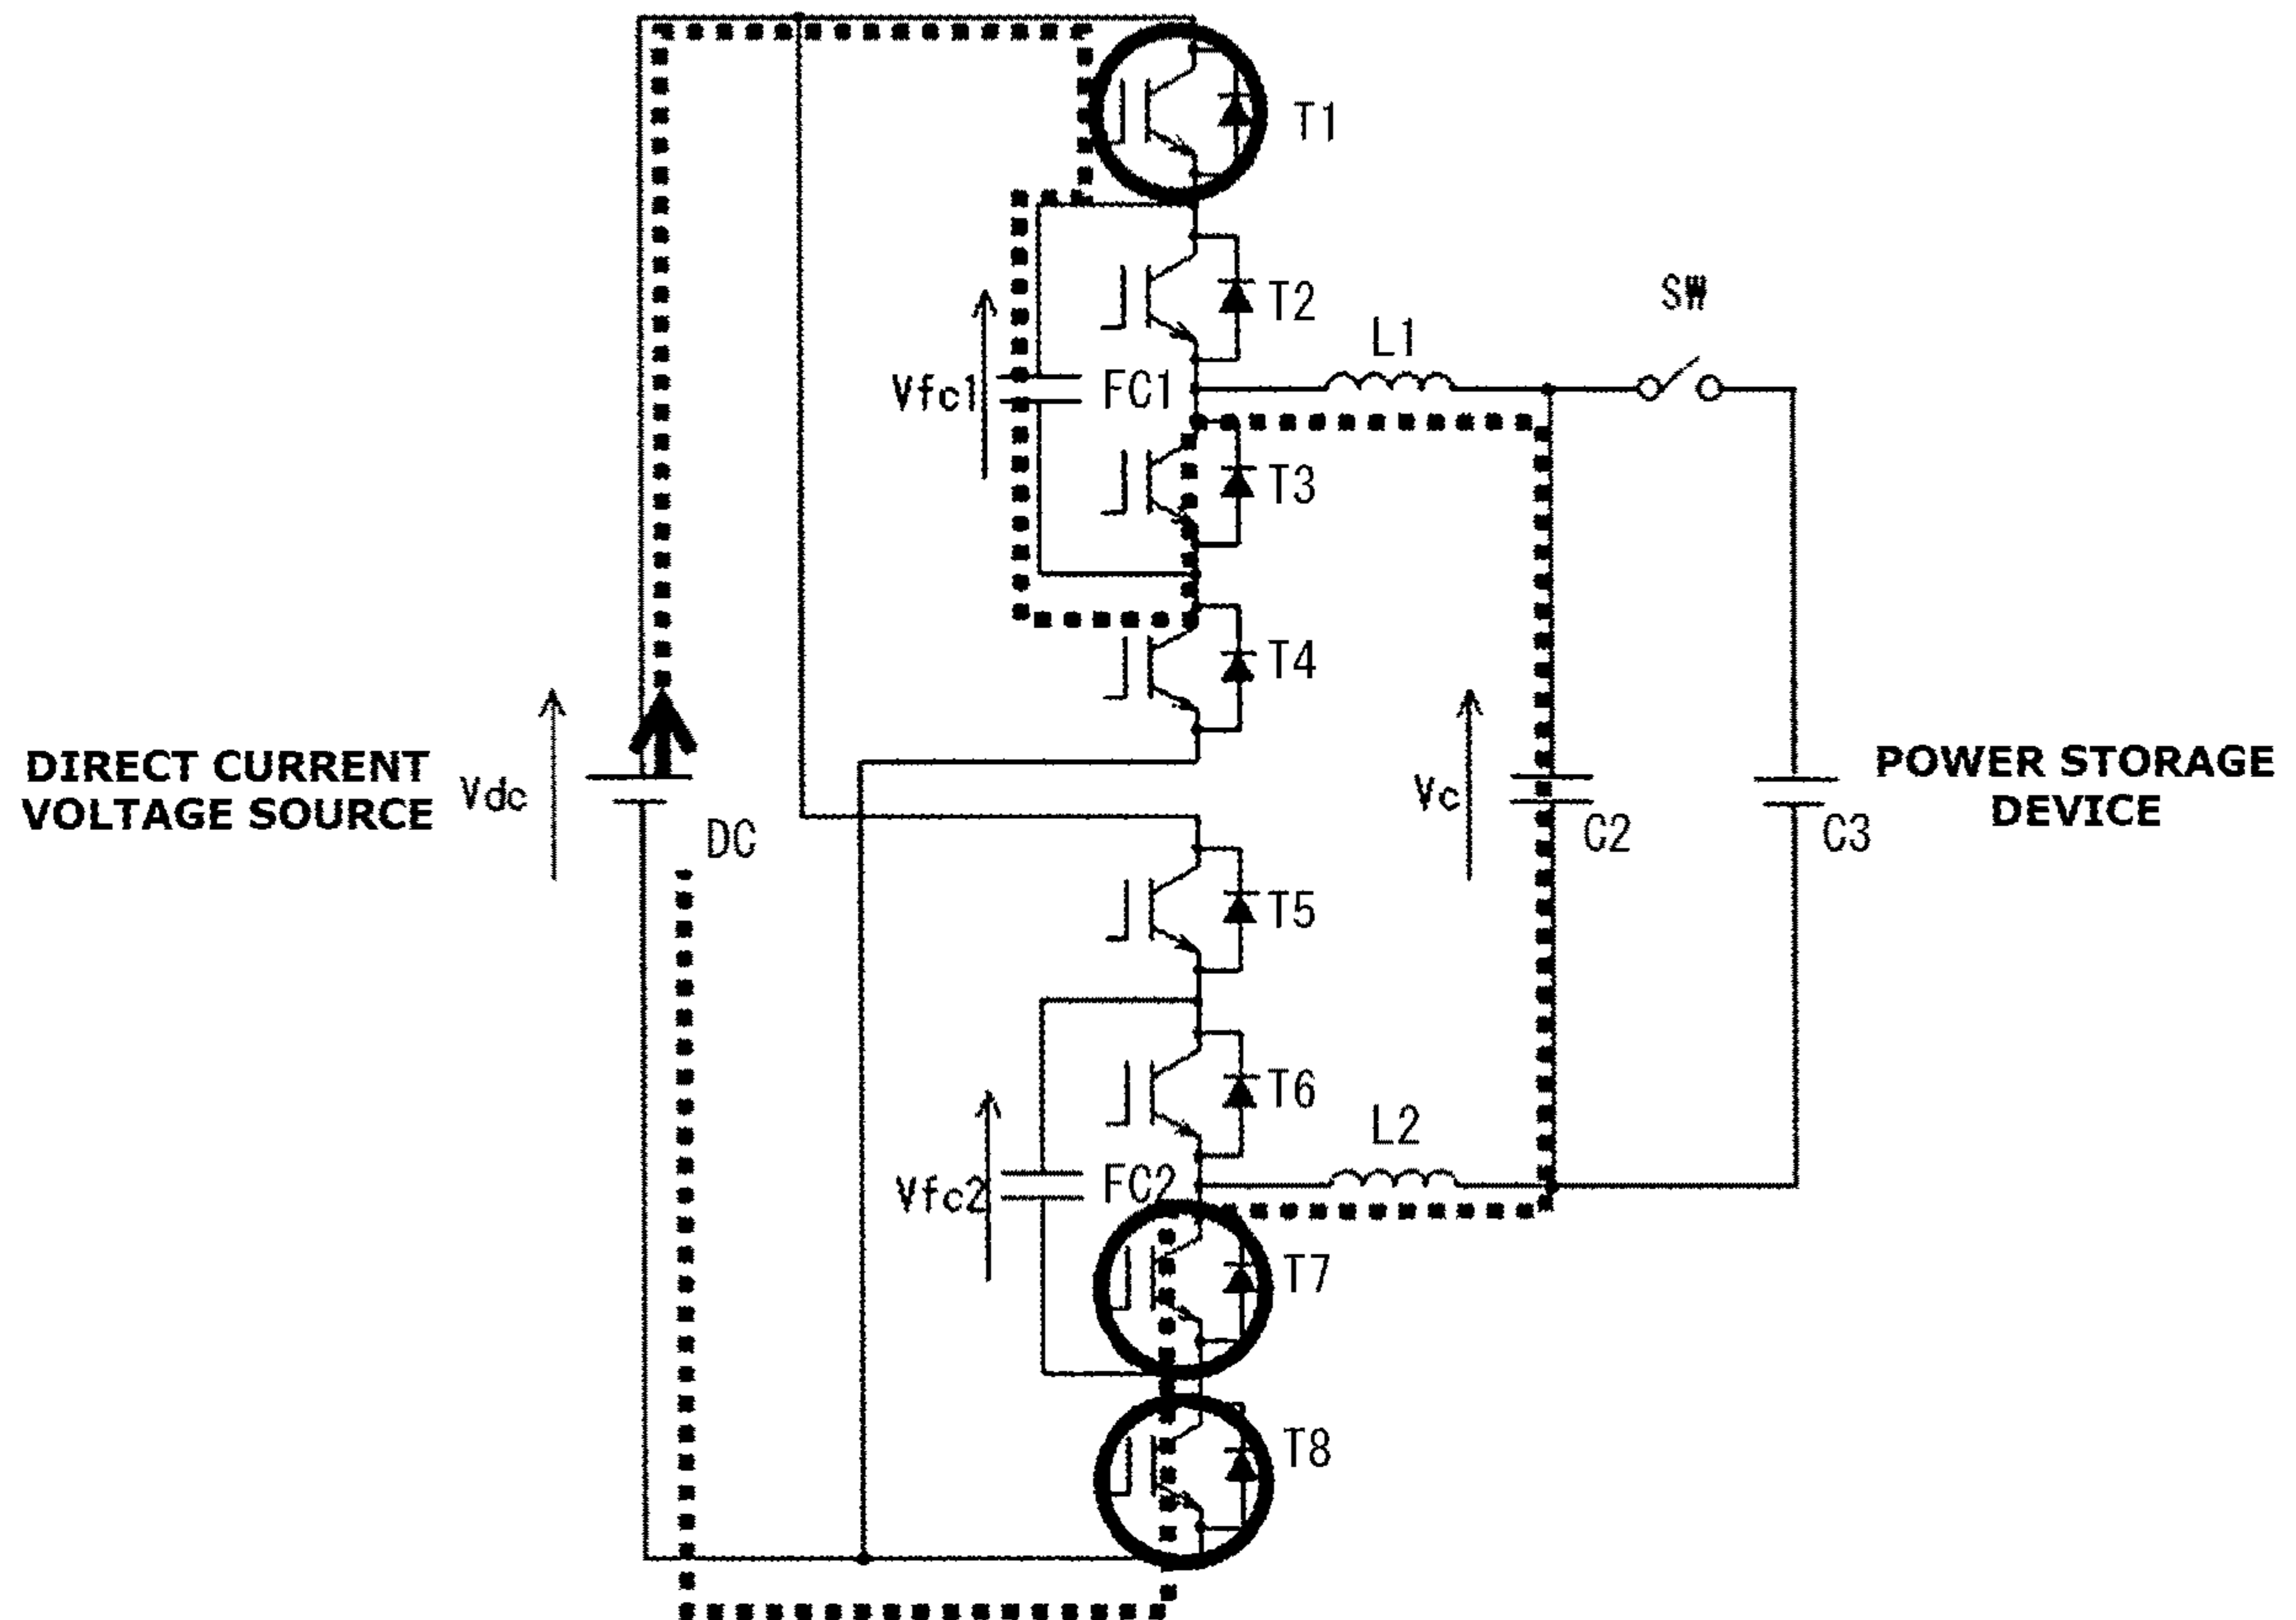 T1
T2
SW
L1
Vfc1
FC1
T3
T4
DIRECT CURRENT
VOLTAGE SOURCE
Vdc
DC
Vc
C2
C3
POWER STORAGE
DEVICE
T5
T6
L2
Vfc2
FC2
T7
T8